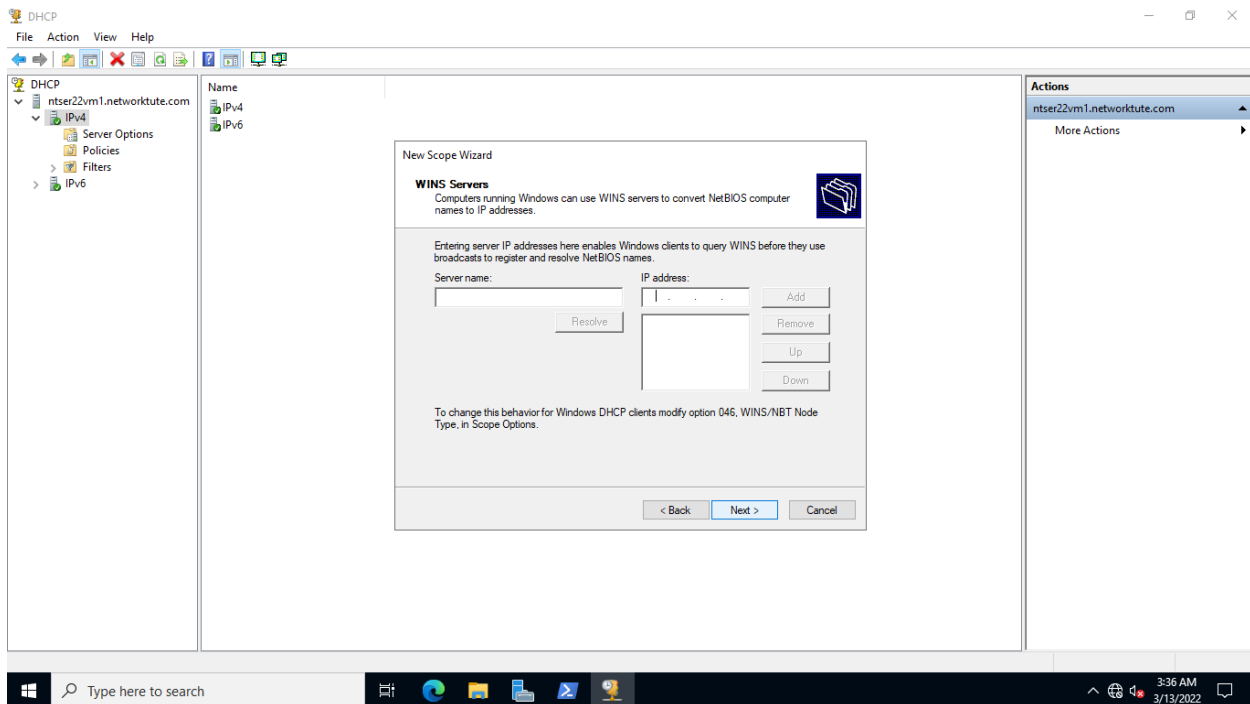 DHCP
File Action View Help
DHCP
ntser22vm1.networktute.com
IPv4
Server Options
Policies
Filters
IPv6
Name
IPv4
IPv6
New Scope Wizard
WINS Servers
Computers running Windows can use WINS servers to convert NetBIOS computer
names to IP addresses.
Entering server IP addresses here enables Windows clients to query WINS before they use
broadcasts to register and resolve NetBIOS names.
Server name:
IP address:
Add
Resolve
Remove
Up
Down
To change this behavior for Windows DHCP clients modify option 046, WINS/NBT Node
Type, in Scope Options.
< Back
Next >
Cancel
Actions
ntser22vm1.networktute.com
More Actions
Type here to search
3:36 AM
3/13/2022